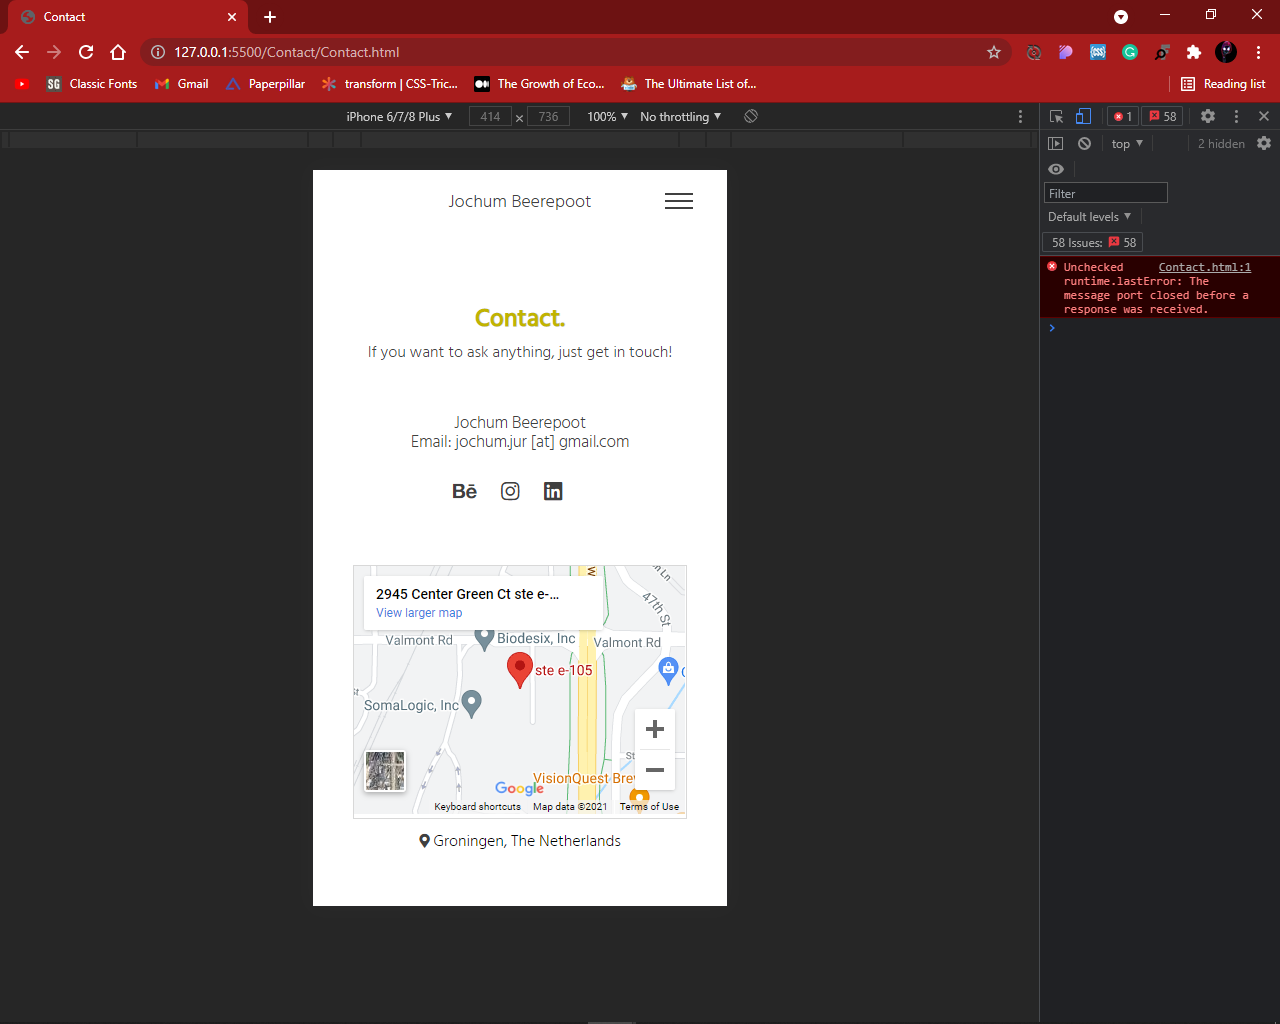 Contact
127.0.0.1:5500/Contact/Contact.html
SG Classic Fonts Gmail Paperpillar transform | CSS-Tric... The Growth of Eco... The Ultimate List of... Reading list
iPhone 6/7/8 Plus ▼ 414 x 736 100% ▼ No throttling ▼
1 58
top ▼ 2 hidden
Filter
Default levels ▼
58 Issues: 58
Unchecked Contact.html:1
runtime.lastError: The
message port closed before a
response was received.
Jochum Beerepoot
Contact.
If you want to ask anything, just get in touch!
Jochum Beerepoot
Email: jochum.jur [at] gmail.com
Bē in
2945 Center Green Ct ste e-...
View larger map
47th St
Valmont Rd
Biodesix, Inc
Valmont Rd
ste e-105
SomaLogic, Inc
VisionQuest Brew
Google
Keyboard shortcuts Map data ©2021 Terms of Use
Groningen, The Netherlands